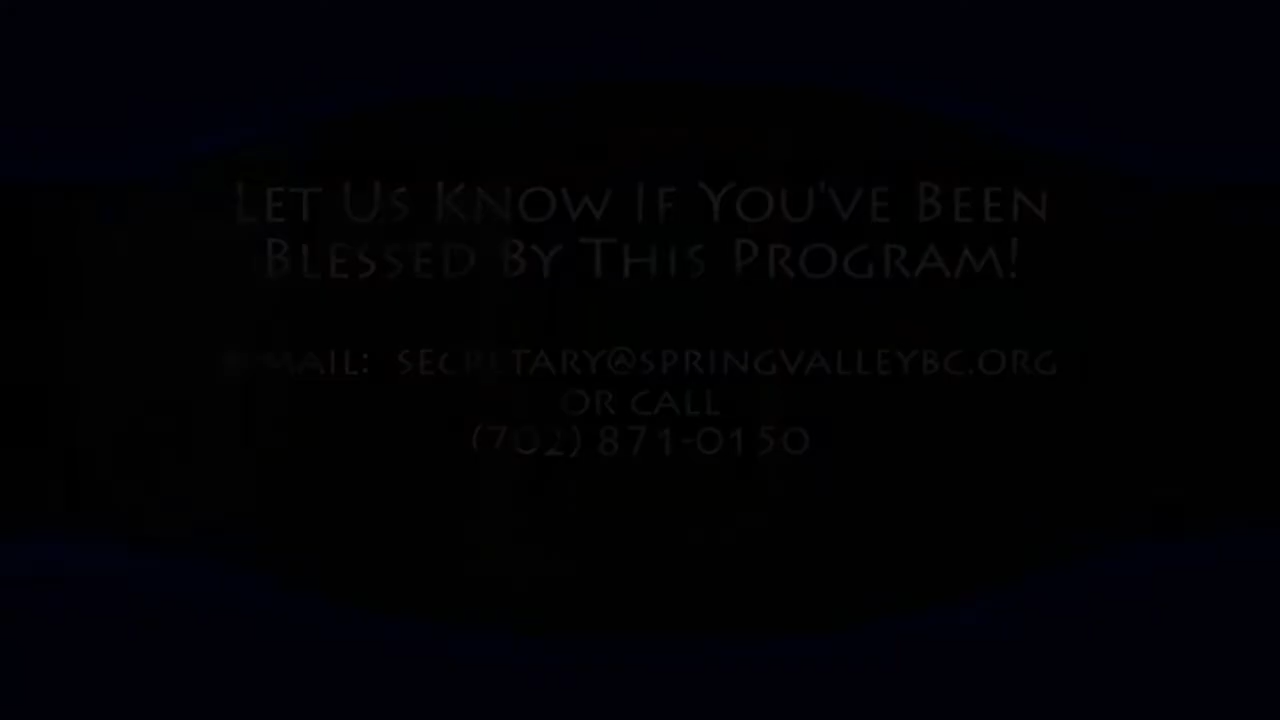 Let Us Know If You've Been
Blessed By This Program!
Email: secretary@springvalleybc.org
or call
(702) 871-0150